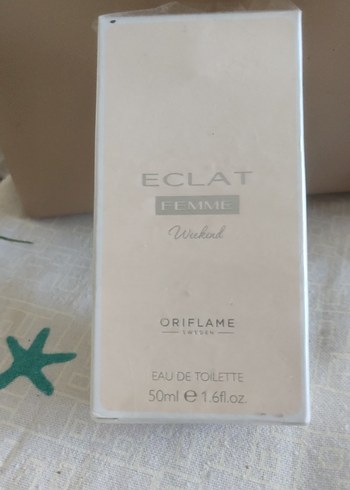 ECLAT
FEMME
Weekend
ORIFLAME
SWEDEN
EAU DE TOILETTE
50ml ℮ 1.6fl.oz.